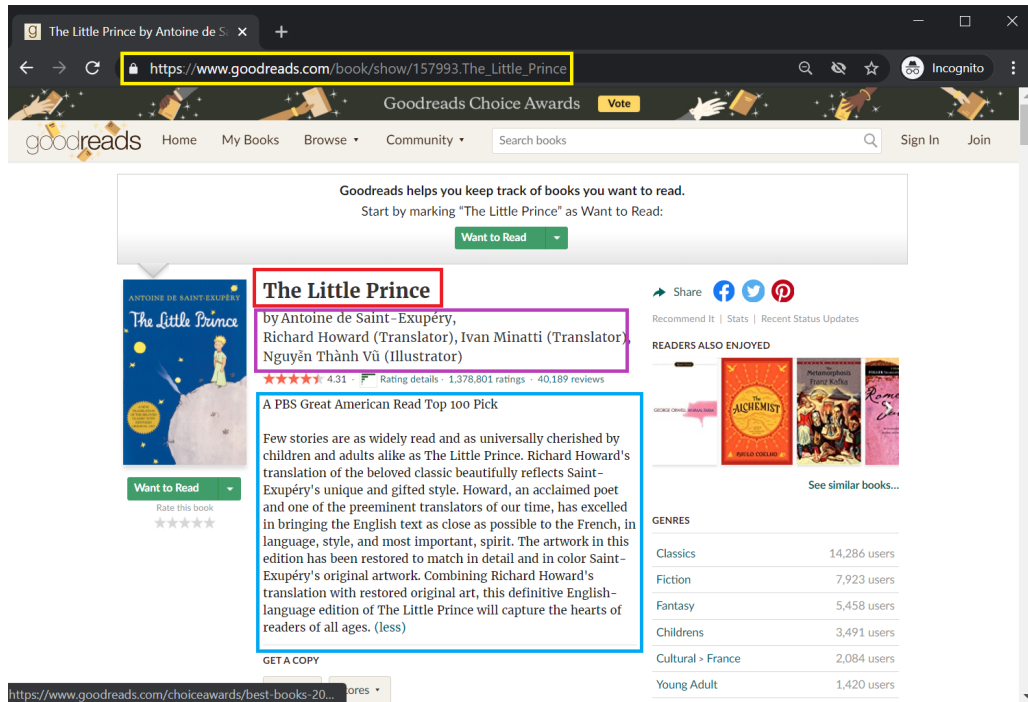 The Little Prince by Antoine de Sa
https://www.goodreads.com/book/show/157993.The_Little_Prince
Incognito
Goodreads Choice Awards Vote
goodreads Home My Books Browse Community Search books Sign In Join
Goodreads helps you keep track of books you want to read.
Start by marking “The Little Prince” as Want to Read:
Want to Read
ANTOINE DE SAINT-EXUPÉRY
The Little Prince
Want to Read
Rate this book
The Little Prince
by Antoine de Saint-Exupéry,
Richard Howard (Translator), Ivan Minatti (Translator),
Nguyễn Thành Vũ (Illustrator)
4.31 · Rating details · 1,378,801 ratings · 40,189 reviews
A PBS Great American Read Top 100 Pick
Few stories are as widely read and as universally cherished by
children and adults alike as The Little Prince. Richard Howard's
translation of the beloved classic beautifully reflects Saint-
Exupéry's unique and gifted style. Howard, an acclaimed poet
and one of the preeminent translators of our time, has excelled
in bringing the English text as close as possible to the French, in
language, style, and most important, spirit. The artwork in this
edition has been restored to match in detail and in color Saint-
Exupéry's original artwork. Combining Richard Howard's
translation with restored original art, this definitive English-
language edition of The Little Prince will capture the hearts of
readers of all ages. (less)
GET A COPY
ores
Share
Recommend It | Stats | Recent Status Updates
READERS ALSO ENJOYED
GEORGE ORWELL
The
ALCHEMIST
PAULO COELHO
Metamorphosis
Franz Kafka
See similar books...
GENRES
Classics 14,286 users
Fiction 7,923 users
Fantasy 5,458 users
Childrens 3,491 users
Cultural > France 2,084 users
Young Adult 1,420 users
https://www.goodreads.com/choiceawards/best-books-20...